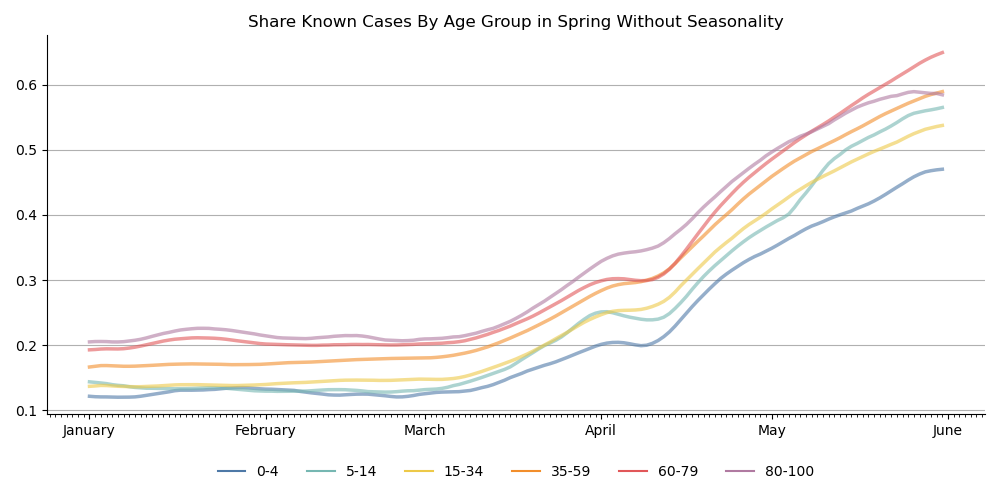 Share Known Cases By Age Group in Spring Without Seasonality
0.6
0.5
0.4
0.3
0.2
0.1
January February March April May June
0-4 5-14 15-34 35-59 60-79 80-100